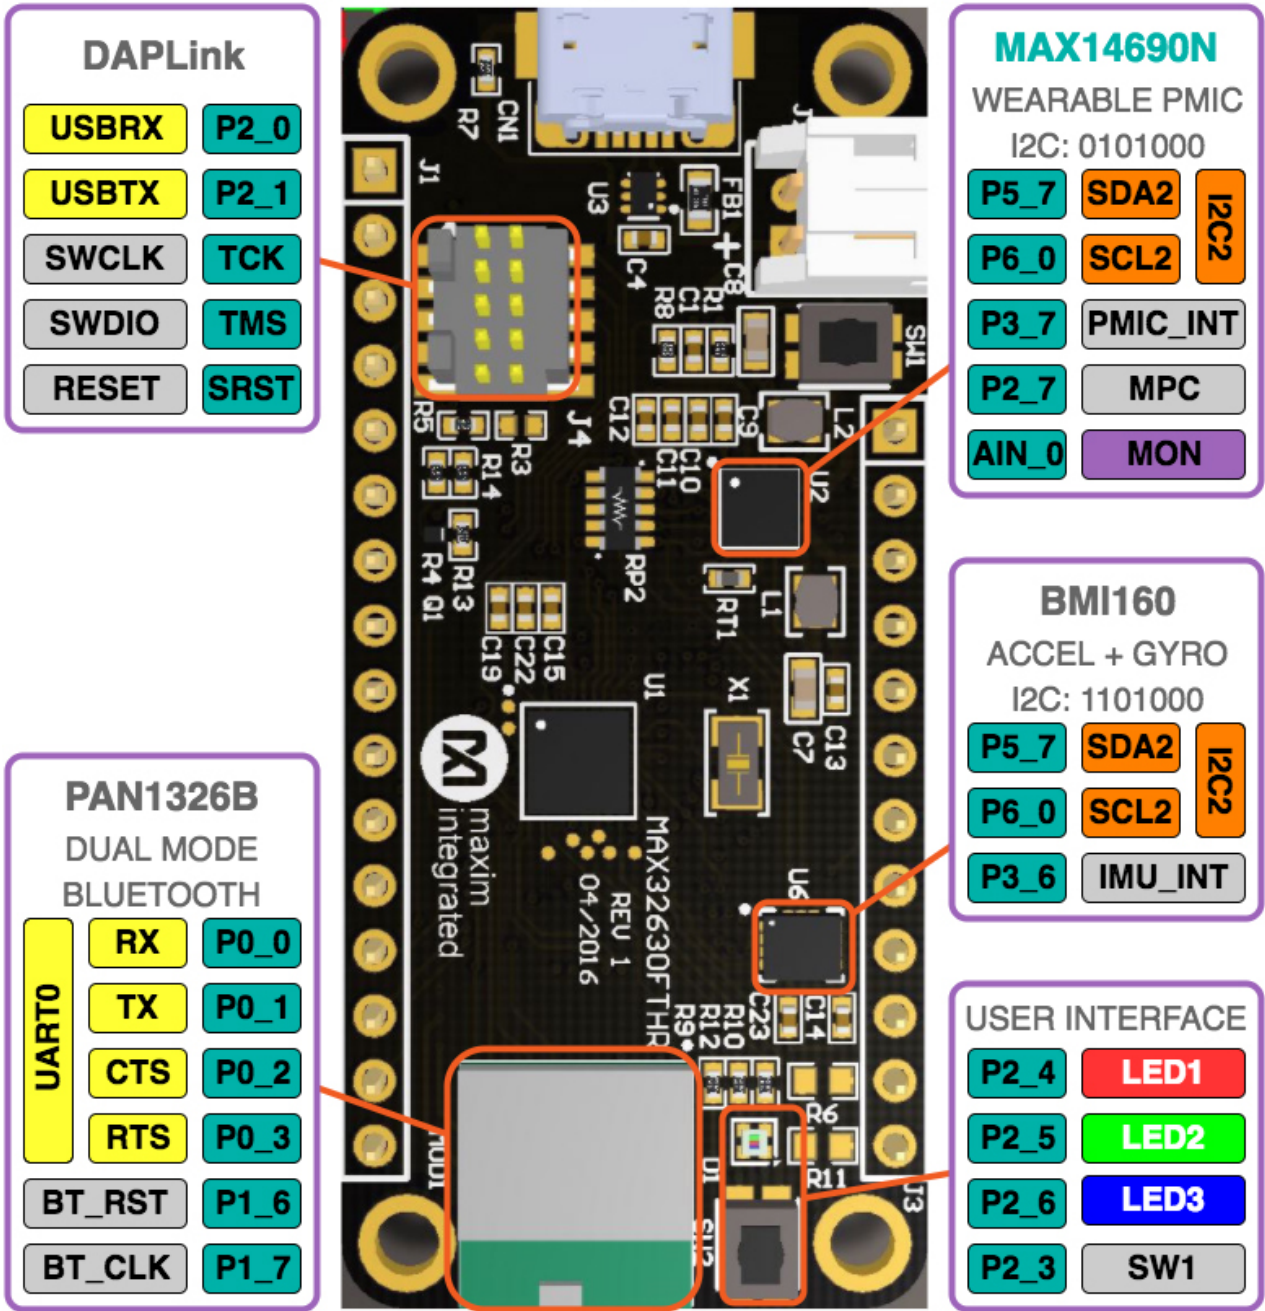 DAPLink
USBRX P2_0
USBTX P2_1
SWCLK TCK
SWDIO TMS
RESET SRST
PAN1326B
DUAL MODE
BLUETOOTH
UART0
RX P0_0
TX P0_1
CTS P0_2
RTS P0_3
BT_RST P1_6
BT_CLK P1_7
R7
CN1
J1
U3
FB1
C4
+
C8
R8
C1
R1
SW1
R5
R3
J4
C12
C11
C10
C9
L2
R14
U2
R4
Q1
R13
RP2
RT1
L1
C19
C22
C15
U1
X1
C7
C13
maxim
integrated
MAX32630FTHR
REV 1
04/2016
U6
R9
R12
R10
C23
C14
R6
D1
R11
J3
MAX14690N
WEARABLE PMIC
I2C: 0101000
P5_7 SDA2
P6_0 SCL2
I2C2
P3_7 PMIC_INT
P2_7 MPC
AIN_0 MON
BMI160
ACCEL + GYRO
I2C: 1101000
P5_7 SDA2
P6_0 SCL2
I2C2
P3_6 IMU_INT
USER INTERFACE
P2_4 LED1
P2_5 LED2
P2_6 LED3
P2_3 SW1